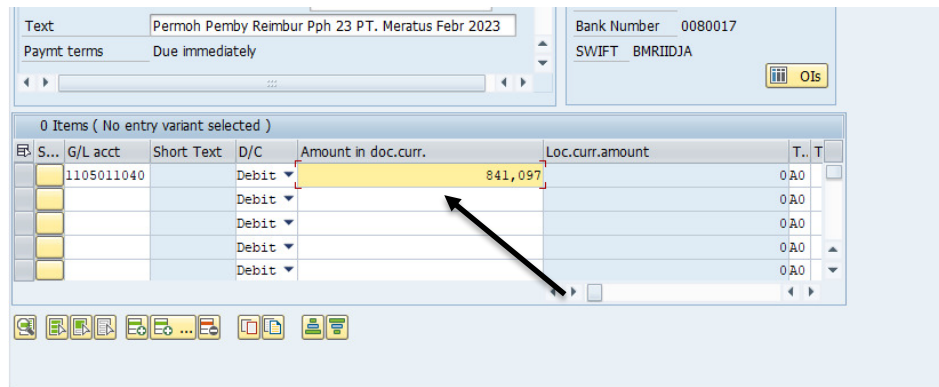 Text Permoh Pemby Reimbur Pph 23 PT. Meratus Febr 2023 Bank Number 0080017
Paymt terms Due immediately SWIFT BMRIIDJA
OIs
0 Items ( No entry variant selected )
S... G/L acct Short Text D/C Amount in doc.curr. Loc.curr.amount T.. T
1105011040 Debit 841,097 0 A0
Debit 0 A0
Debit 0 A0
Debit 0 A0
Debit 0 A0
...